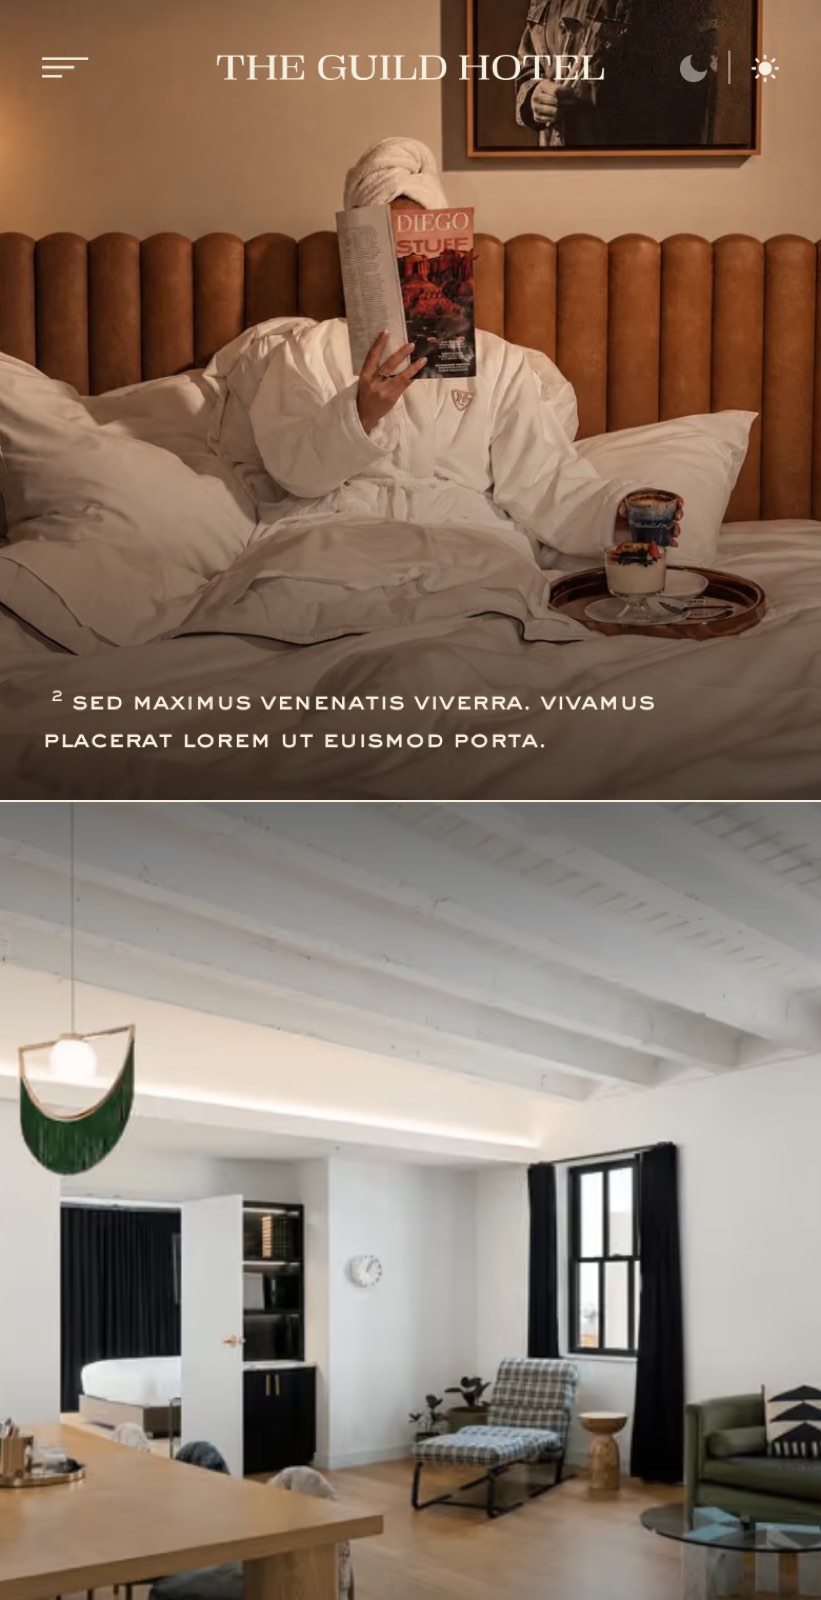 THE GUILD HOTEL
DIEGO
STUFF
² SED MAXIMUS VENENATIS VIVERRA. VIVAMUS
PLACERAT LOREM UT EUISMOD PORTA.